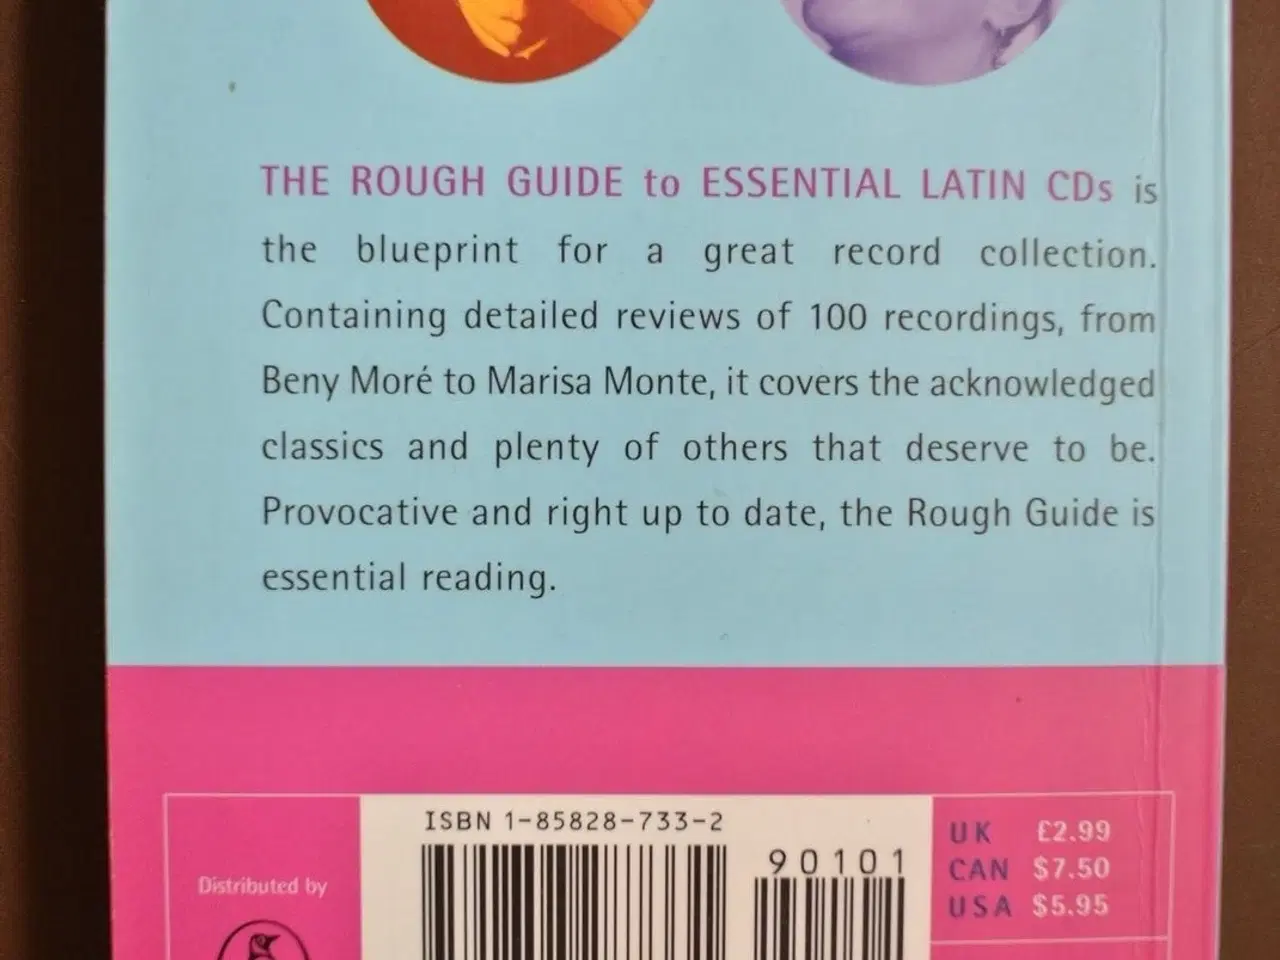 THE ROUGH GUIDE to ESSENTIAL LATIN CDs is
the blueprint for a great record collection.
Containing detailed reviews of 100 recordings, from
Beny Moré to Marisa Monte, it covers the acknowledged
classics and plenty of others that deserve to be.
Provocative and right up to date, the Rough Guide is
essential reading.
Distributed by
ISBN 1-85828-733-2
90101
UK £2.99
CAN $7.50
USA $5.95